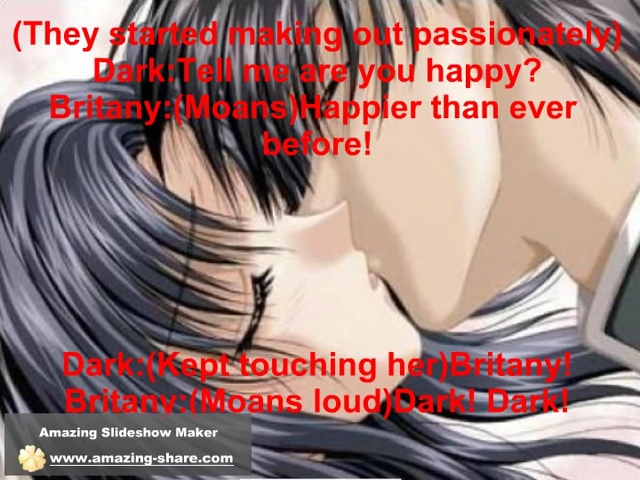 (They started making out passionately)
Dark:Tell me are you happy?
Britany:(Moans)Happier than ever
before!
Dark:(Kept touching her)Britany!
Britany:(Moans loud)Dark! Dark!
Amazing Slideshow Maker
www.amazing-share.com